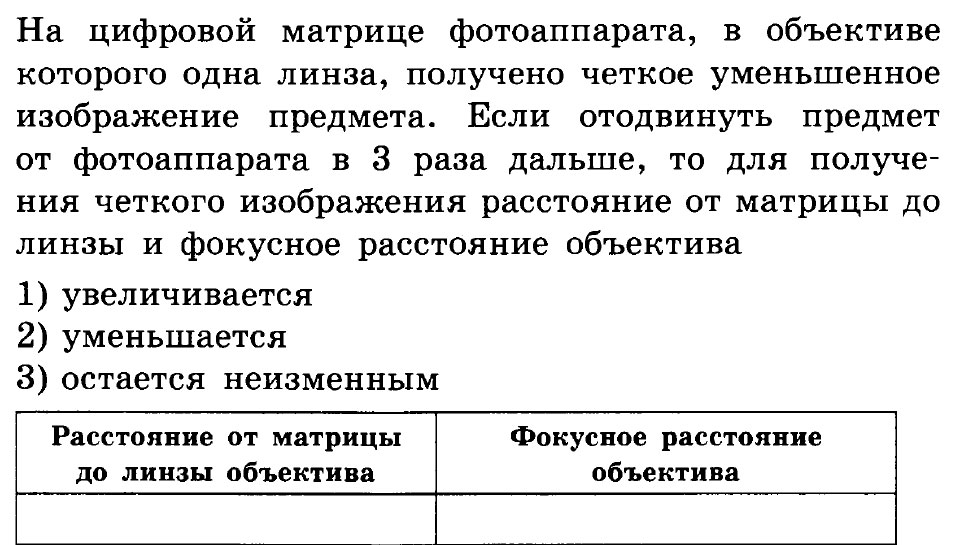 На цифровой матрице фотоаппарата, в объективе
которого одна линза, получено четкое уменьшенное
изображение предмета. Если отодвинуть предмет
от фотоаппарата в 3 раза дальше, то для получе-
ния четкого изображения расстояние от матрицы до
линзы и фокусное расстояние объектива
1) увеличивается
2) уменьшается
3) остается неизменным
Расстояние от матрицы
до линзы объектива
Фокусное расстояние
объектива